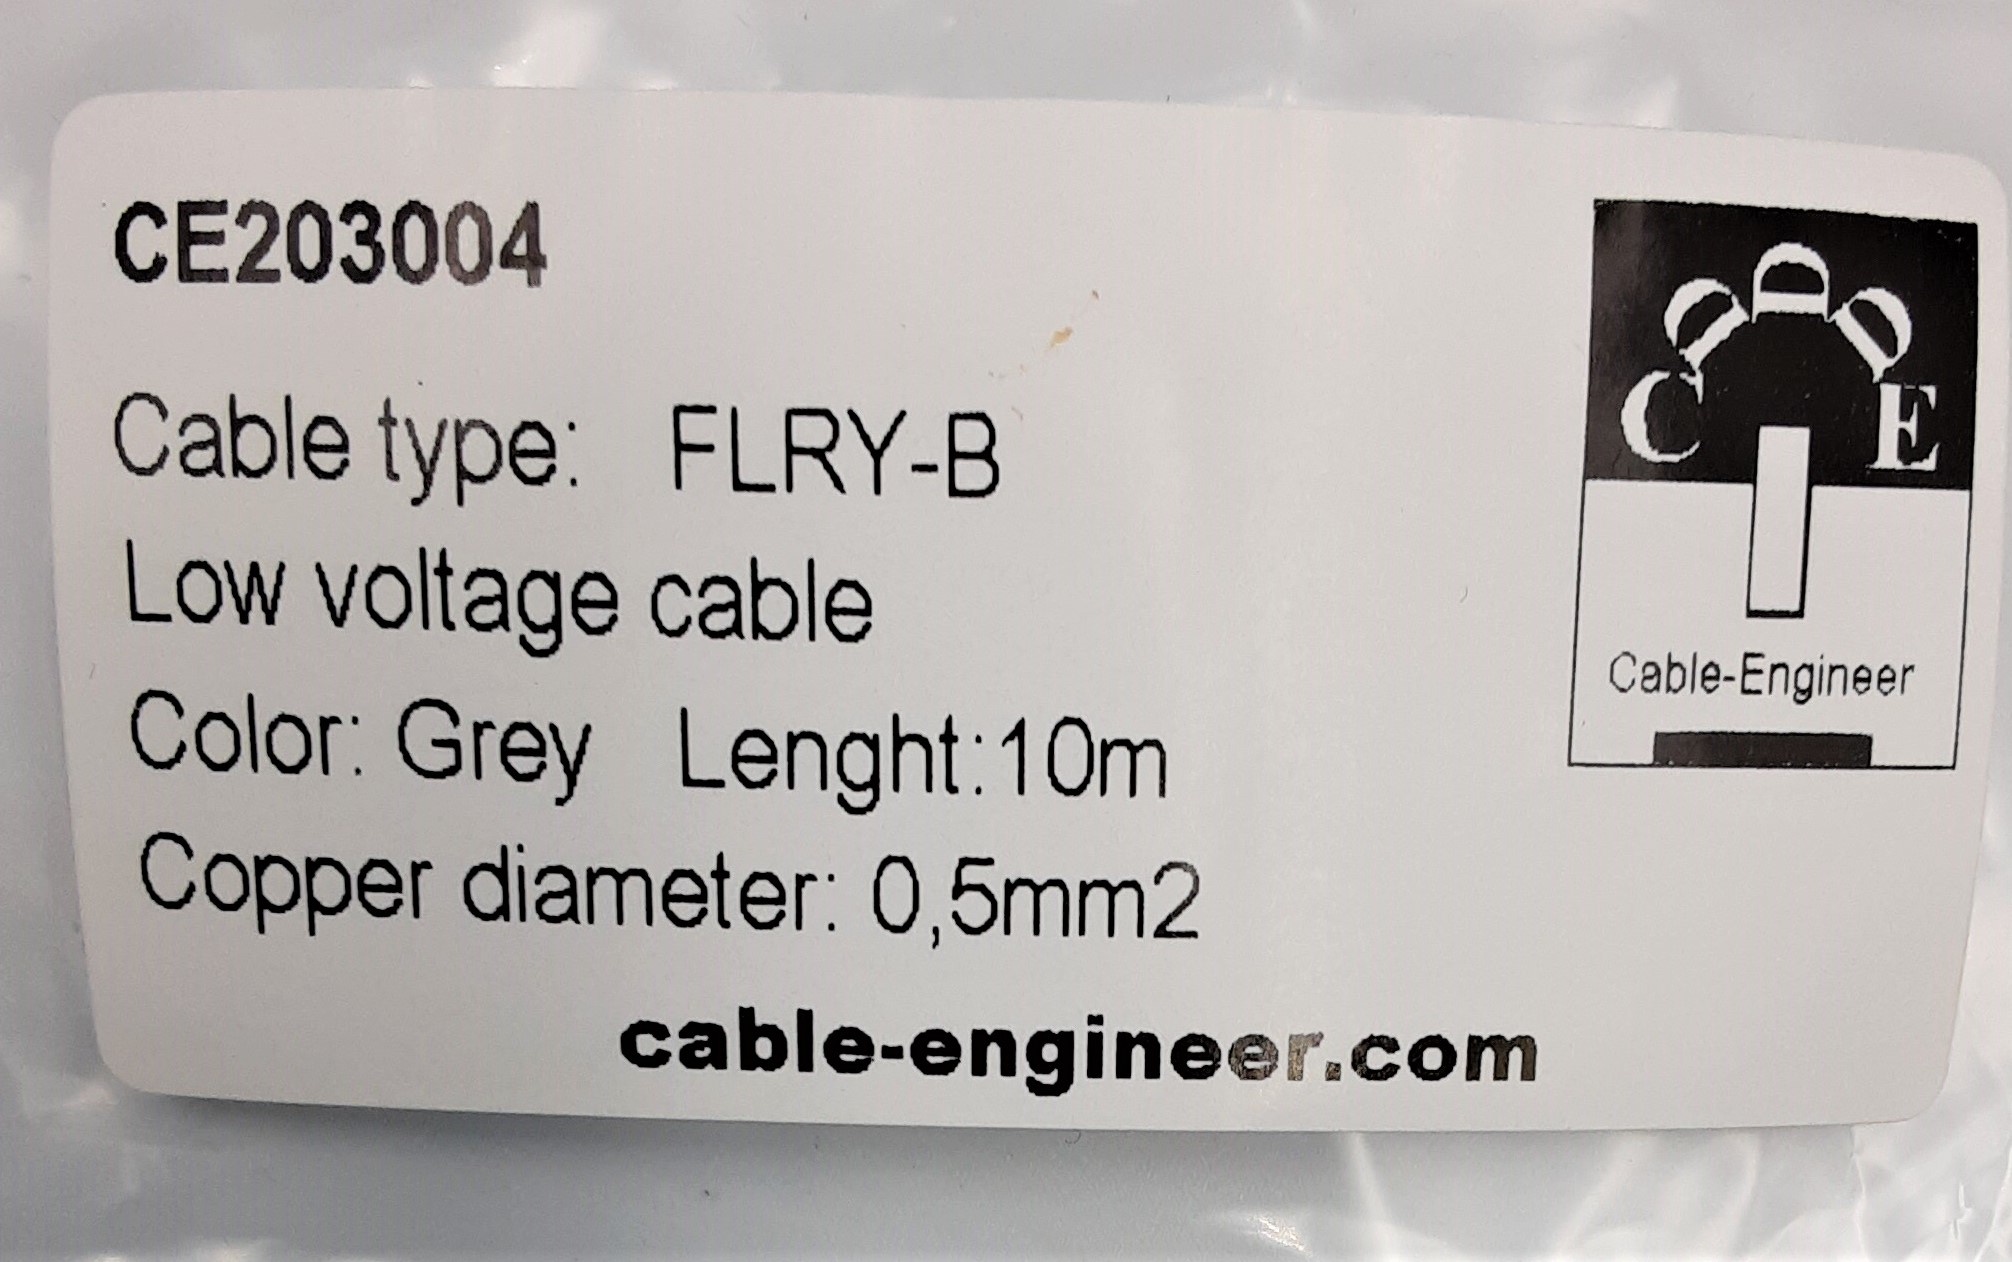 CE203004
Cable type: FLRY-B
Low voltage cable
Color: Grey Lenght:10m
Copper diameter: 0,5mm2
cable-engineer.com
C E
Cable-Engineer